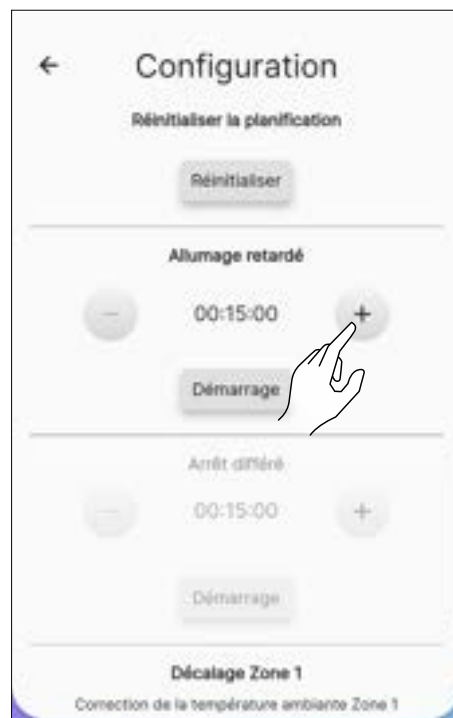 ← Configuration
Réinitialiser la planification
Réinitialiser
Allumage retardé
− 00:15:00 +
Démarrage
Arrêt différé
− 00:15:00 +
Démarrage
Décalage Zone 1
Correction de la température ambiante Zone 1